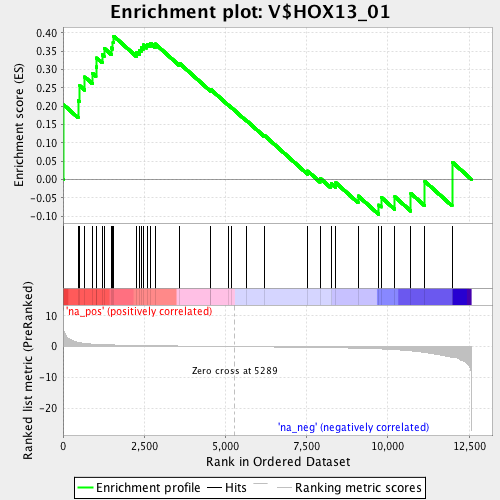 Enrichment plot: V$HOX13_01
Enrichment score (ES)
0.40
0.35
0.30
0.25
0.20
0.15
0.10
0.05
0.00
-0.05
-0.10
'na_pos' (positively correlated)
Ranked list metric (PreRanked)
10
5
0
-5
-10
-20
Zero cross at 5289
'na_neg' (negatively correlated)
0
2,500
5,000
7,500
10,000
12,500
Rank in Ordered Dataset
Enrichment profile
Hits
Ranking metric scores